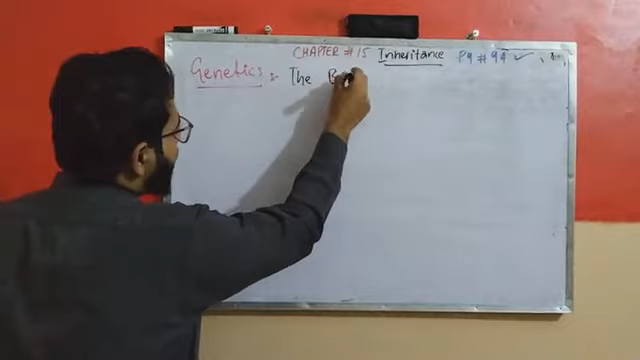 CHAPTER # 15 Inheritance Pg # 94
Genetics :- The B